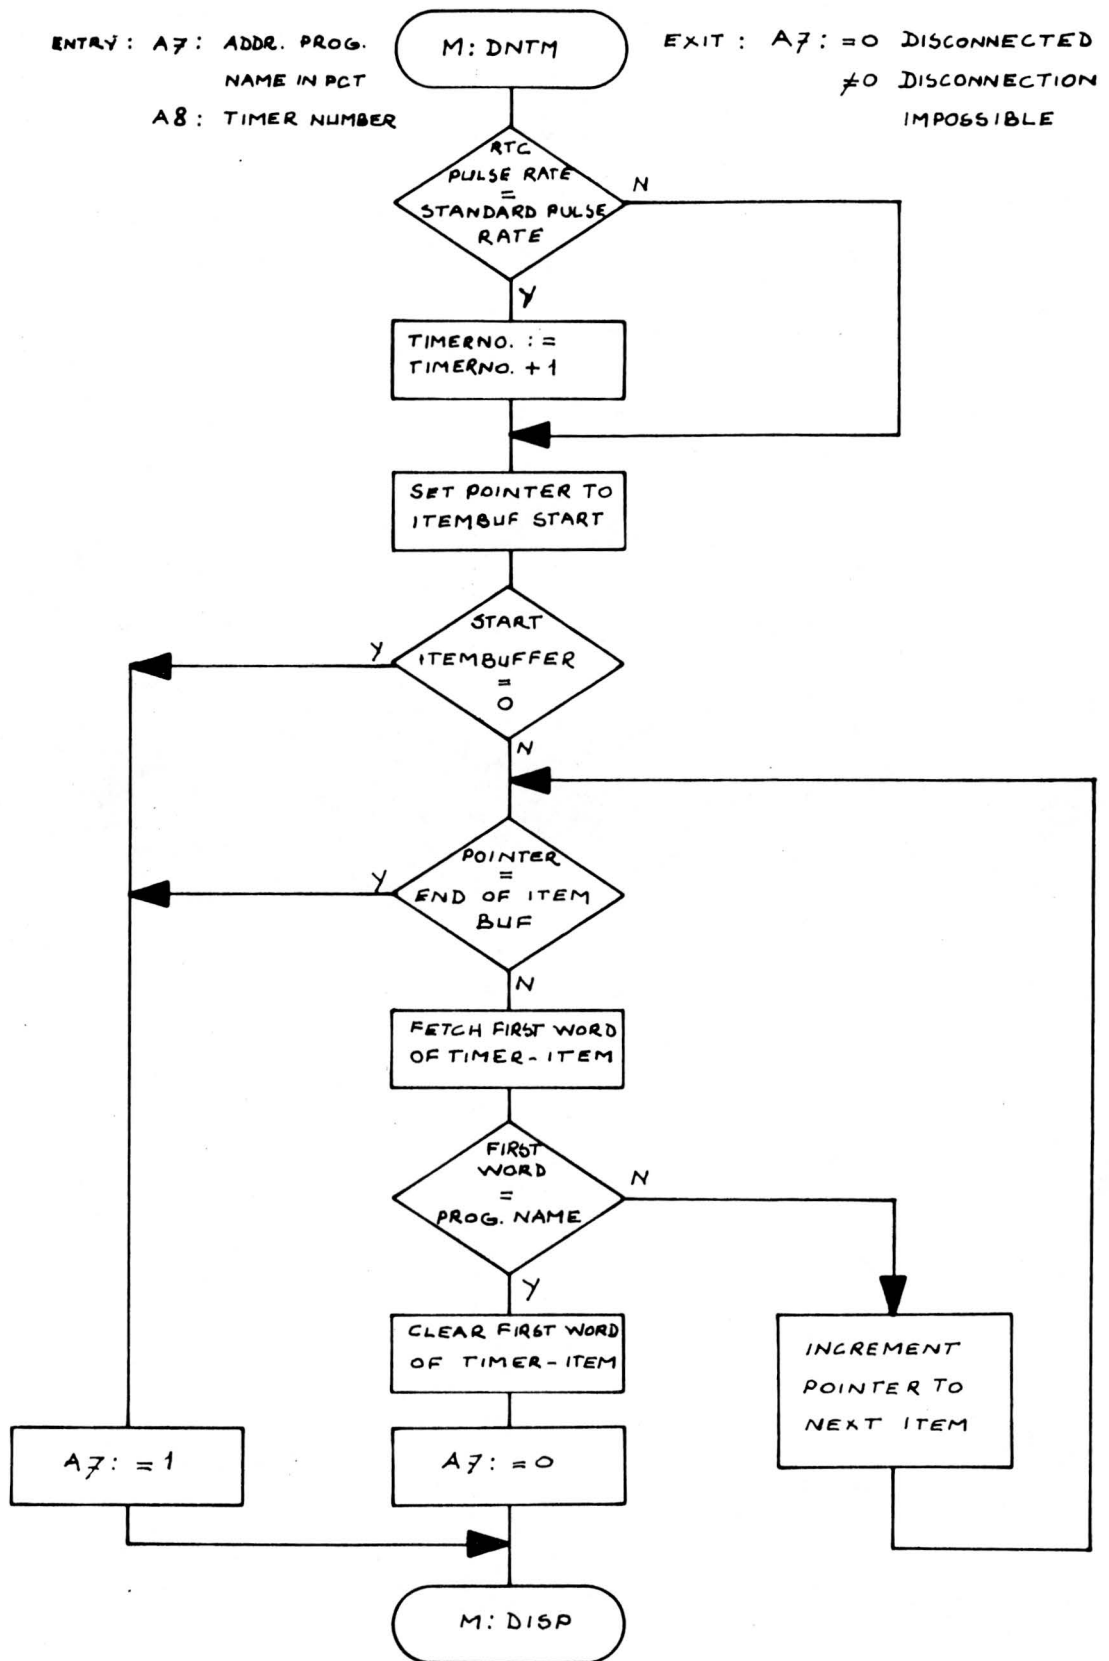 ENTRY: A7: ADDR. PROG.
NAME IN PCT
A8: TIMER NUMBER
M: DNTM
EXIT: A7: =0 DISCONNECTED
≠0 DISCONNECTION
IMPOSSIBLE
RTC
PULSE RATE
=
STANDARD PULSE
RATE
N
Y
TIMERNO. :=
TIMERNO. +1
SET POINTER TO
ITEMBUF START
START
ITEMBUFFER
=
0
Y
N
POINTER
=
END OF ITEM
BUF
Y
N
FETCH FIRST WORD
OF TIMER-ITEM
FIRST
WORD
=
PROG. NAME
N
Y
CLEAR FIRST WORD
OF TIMER-ITEM
INCREMENT
POINTER TO
NEXT ITEM
A7: =1
A7: =0
M: DISP